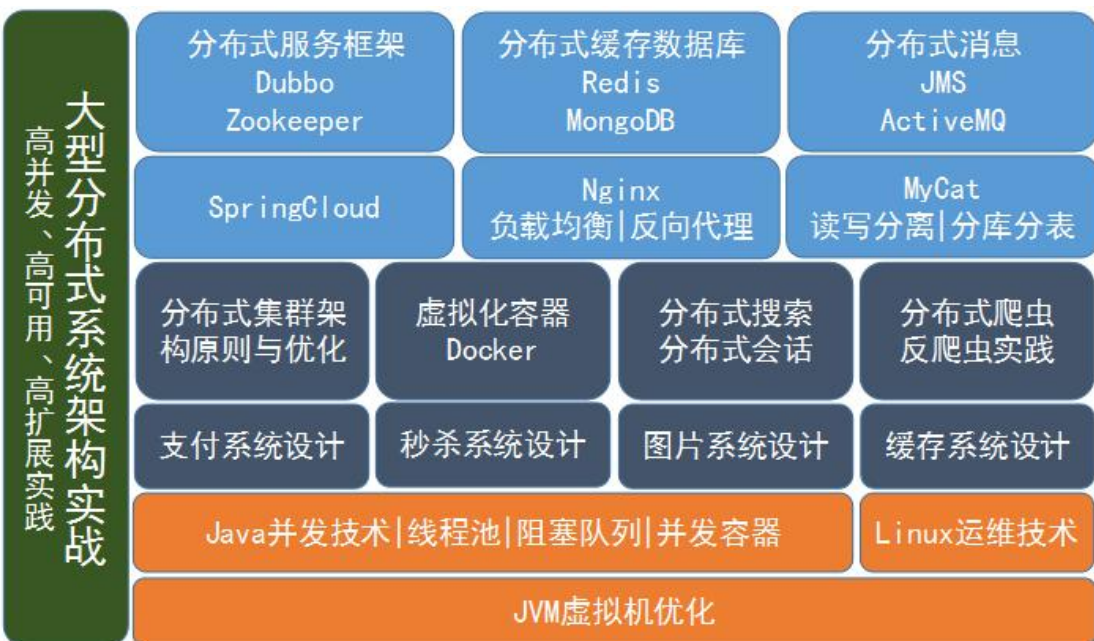 大型分布式系统架构实战
高并发、高可用、高扩展实践
分布式服务框架
Dubbo
Zookeeper
分布式缓存数据库
Redis
MongoDB
分布式消息
JMS
ActiveMQ
SpringCloud
Nginx
负载均衡|反向代理
MyCat
读写分离|分库分表
分布式集群架
构原则与优化
虚拟化容器
Docker
分布式搜索
分布式会话
分布式爬虫
反爬虫实践
支付系统设计
秒杀系统设计
图片系统设计
缓存系统设计
Java并发技术|线程池|阻塞队列|并发容器
Linux运维技术
JVM虚拟机优化